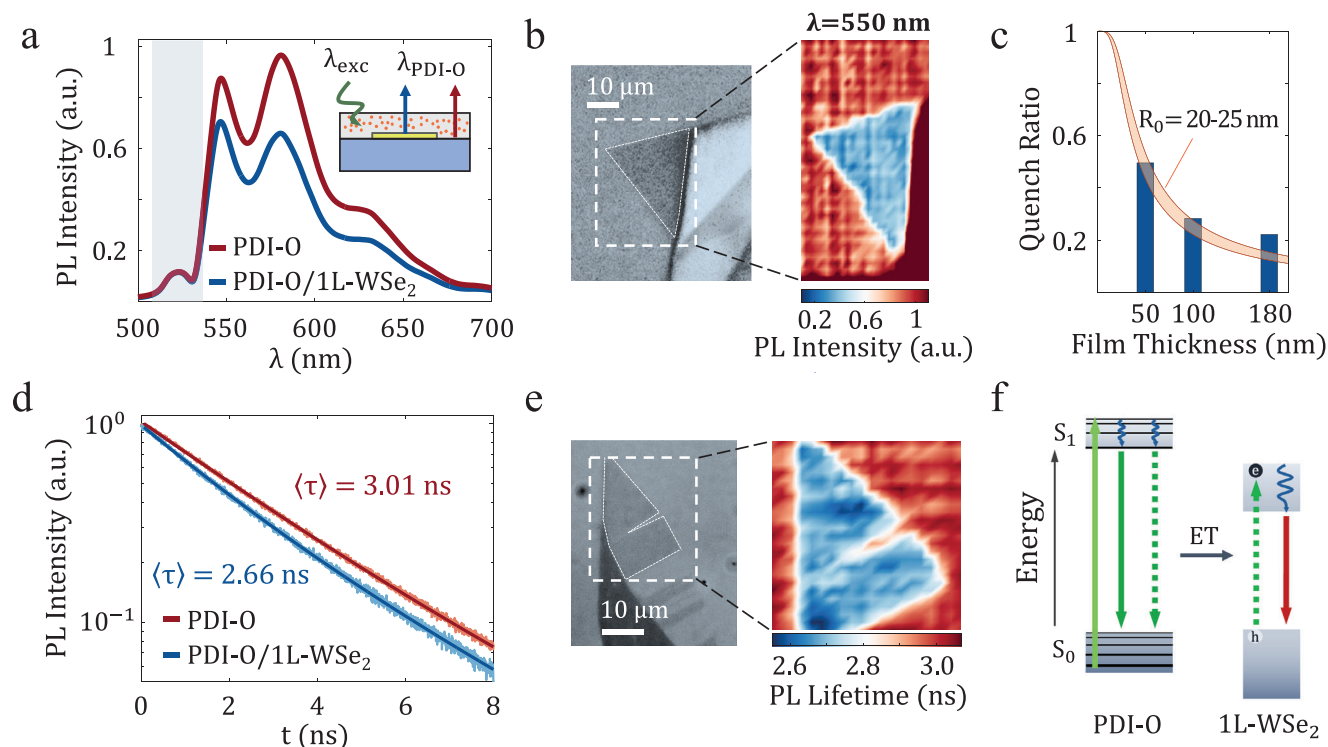 a
1
0.6
0.2
PL Intensity (a.u.)
λexc
λPDI-O
PDI-O
PDI-O/1L-WSe₂
500
550
600
650
700
λ (nm)
b
10 μm
λ=550 nm
0.2
0.6
1
PL Intensity (a.u.)
c
1
0.6
0.2
Quench Ratio
R₀=20-25 nm
50
100
180
Film Thickness (nm)
d
10⁰
10⁻¹
PL Intensity (a.u.)
⟨τ⟩ = 3.01 ns
⟨τ⟩ = 2.66 ns
PDI-O
PDI-O/1L-WSe₂
0
2
4
6
8
t (ns)
e
10 μm
2.6
2.8
3.0
PL Lifetime (ns)
f
Energy
S₁
S₀
ET
e
h
PDI-O
1L-WSe₂